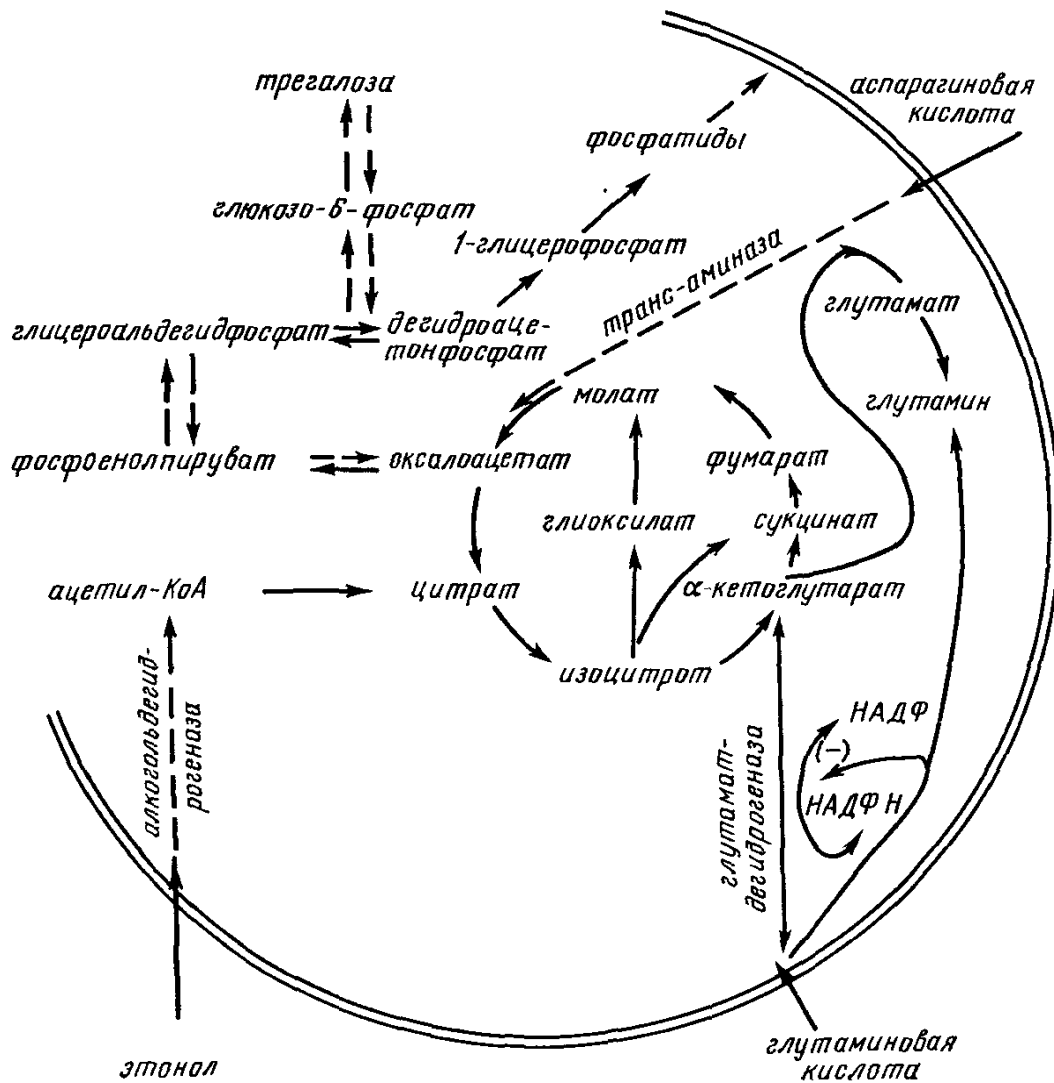 трегалоза
аспарагиновая
кислота
фосфатиды
глюкозо-6-фосфат
1-глицерофосфат
транс-аминаза
глутамат
глицероальдегидфосфат
дегидроаце-
тонфосфат
молат
глутамин
фосфоенолпируват
оксалоацетат
фумарат
глиоксилат
сукцинат
ацетил-КоА
цитрат
α-кетоглутарат
изоцитрот
алкогольдегид-
рогеназа
НАДФ
(-)
НАДФН
глутамат-
дегидрогеназа
этонол
глутаминовая
кислота